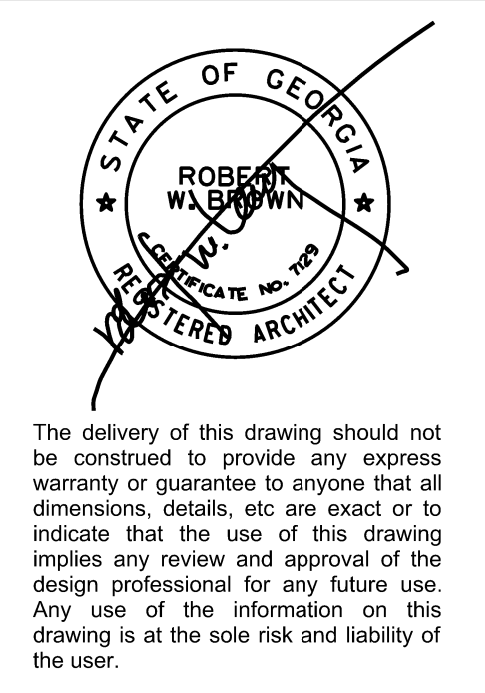 STATE OF GEORGIA
ROBERT
W. BROWN
CERTIFICATE NO. 7129
REGISTERED ARCHITECT
The delivery of this drawing should not
be construed to provide any express
warranty or guarantee to anyone that all
dimensions, details, etc are exact or to
indicate that the use of this drawing
implies any review and approval of the
design professional for any future use.
Any use of the information on this
drawing is at the sole risk and liability of
the user.